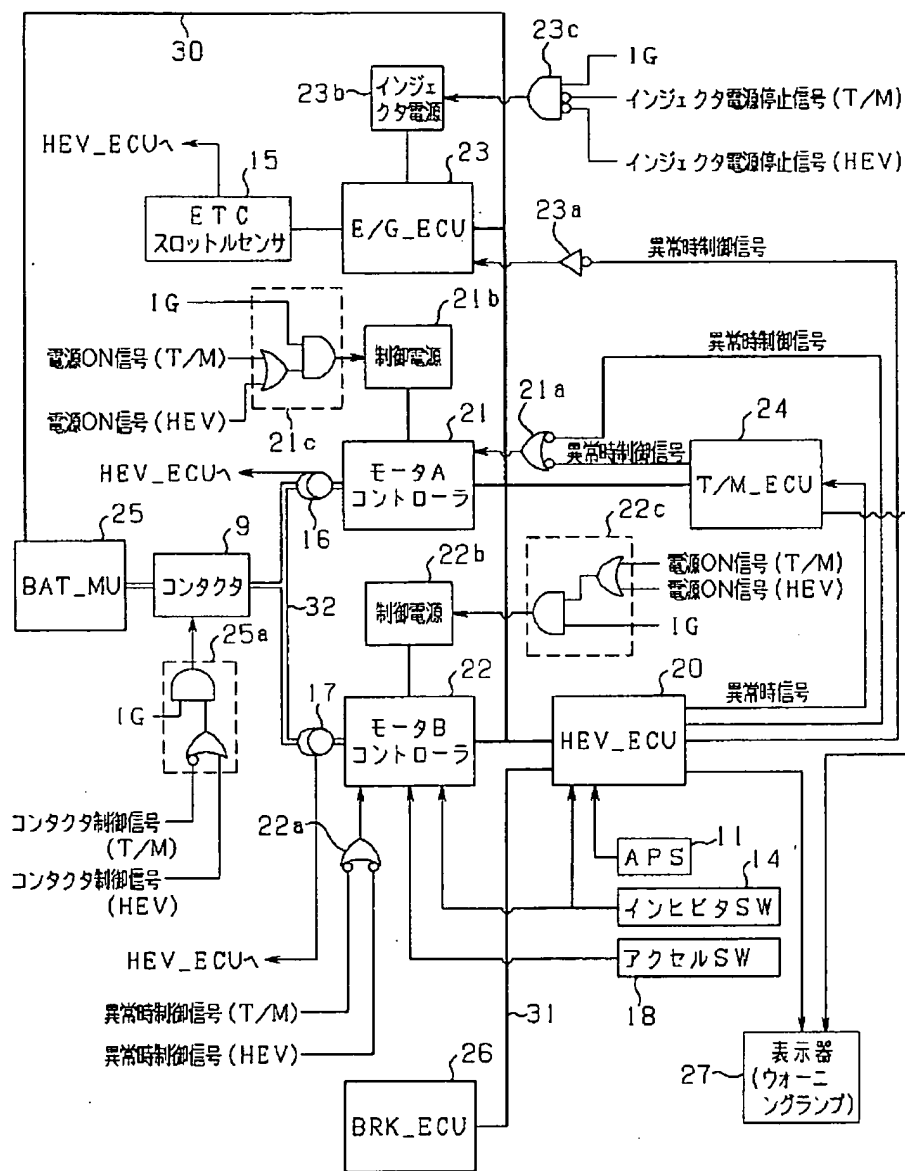 30
23c
IG
23b
インジェ
クタ電源
インジェクタ電源停止信号(T/M)
HEV_ECUへ
15
23
インジェクタ電源停止信号(HEV)
ETC
スロットルセンサ
E/G_ECU
23a
異常時制御信号
IG
21b
電源ON信号(T/M)
制御電源
異常時制御信号
電源ON信号(HEV)
21c
21
21a
異常時制御信号
24
HEV_ECUへ
モータA
コントローラ
T/M_ECU
25
9
16
22c
BAT_MU
コンタクタ
32
22b
制御電源
電源ON信号(T/M)
電源ON信号(HEV)
25a
IG
22
20
異常時信号
17
IG
モータB
コントローラ
HEV_ECU
コンタクタ制御信号
(T/M)
22a
APS
11
コンタクタ制御信号
(HEV)
14
インヒビタSW
HEV_ECUへ
アクセルSW
18
異常時制御信号(T/M)
31
異常時制御信号(HEV)
26
27
表示器
(ウォーニ
ングランプ)
BRK_ECU